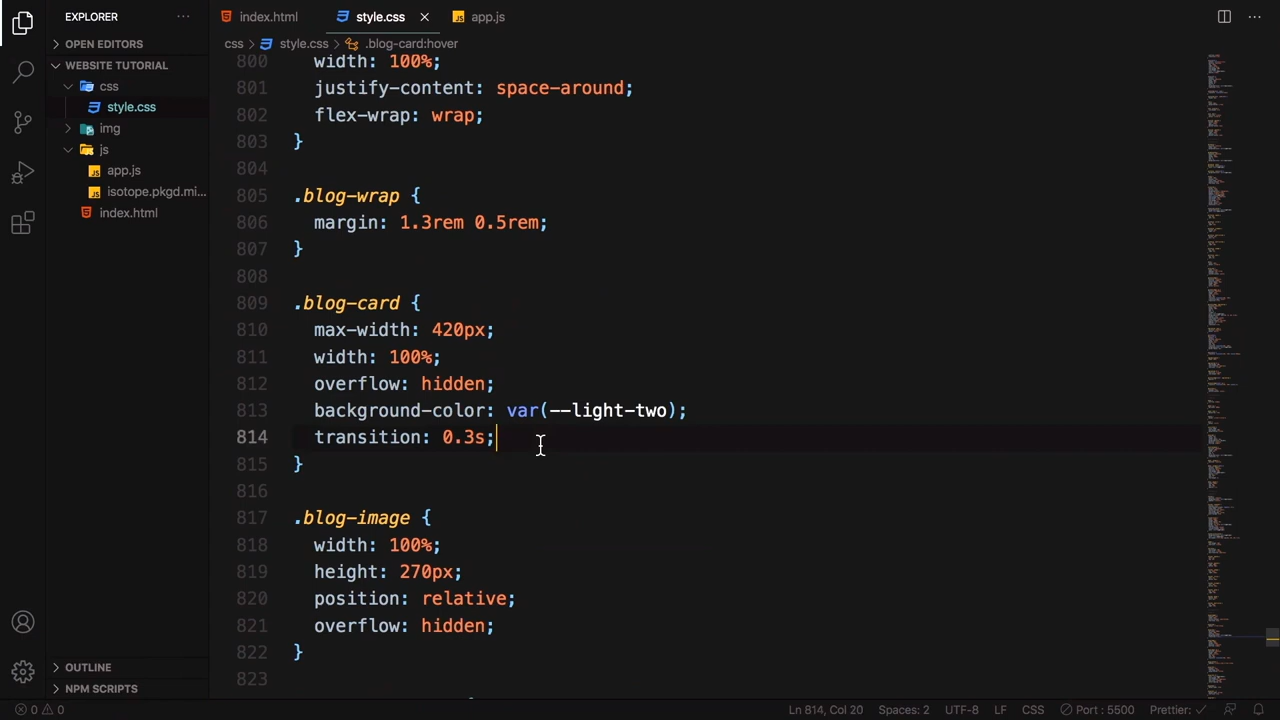 EXPLORER
index.html
style.css
app.js
OPEN EDITORS
css > style.css > .blog-card:hover
WEBSITE TUTORIAL
css
style.css
img
js
app.js
isotope.pkgd.mi...
index.html
800 width: 100%;
801 justify-content: space-around;
802 flex-wrap: wrap;
803 }
804
805 .blog-wrap {
806 margin: 1.3rem 0.5rem;
807 }
808
809 .blog-card {
810 max-width: 420px;
811 width: 100%;
812 overflow: hidden;
813 background-color: var(--light-two);
814 transition: 0.3s;
815 }
816
817 .blog-image {
818 width: 100%;
819 height: 270px;
820 position: relative;
821 overflow: hidden;
822 }
823
OUTLINE
NPM SCRIPTS
0 0
Ln 814, Col 20 Spaces: 2 UTF-8 LF CSS Port : 5500 Prettier: ✓